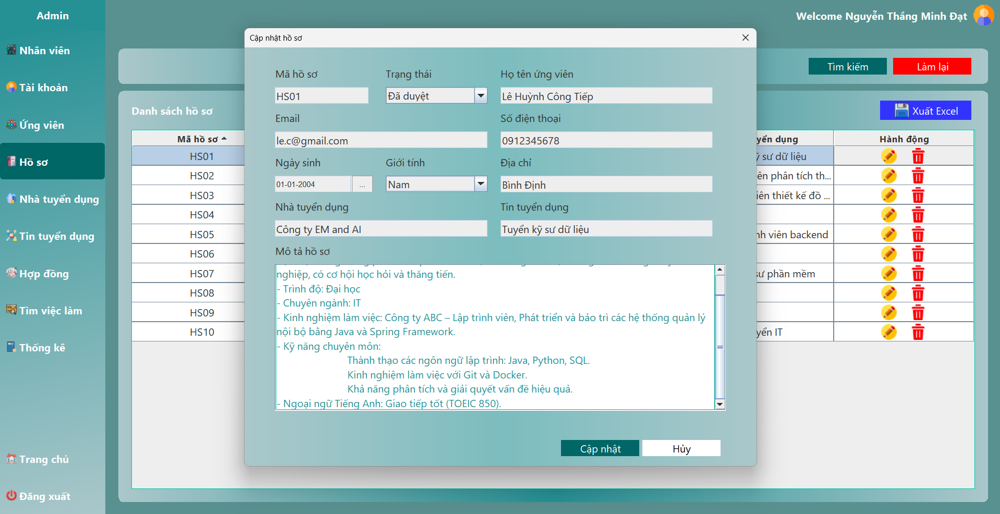 Admin
Welcome Nguyễn Thắng Minh Đạt
Nhân viên
Tài khoản
Ứng viên
Hồ sơ
Nhà tuyển dụng
Tin tuyển dụng
Hợp đồng
Tìm việc làm
Thống kê
Trang chủ
Đăng xuất
Tìm kiếm
Làm lại
Danh sách hồ sơ
Xuất Excel
Mã hồ sơ
HS01
HS02
HS03
HS04
HS05
HS06
HS07
HS08
HS09
HS10
dụng
Hành động
sư dữ liệu
phân tích th...
thiết kế đồ ...
viên backend
phần mềm
IT
Cập nhật hồ sơ
Mã hồ sơ
Trạng thái
Họ tên ứng viên
HS01
Đã duyệt
Lê Huỳnh Công Tiếp
Email
Số điện thoại
le.c@gmail.com
0912345678
Ngày sinh
Giới tính
Địa chỉ
01-01-2004
...
Nam
Bình Định
Nhà tuyển dụng
Tin tuyển dụng
Công ty EM and AI
Tuyển kỹ sư dữ liệu
Mô tả hồ sơ
nghiệp, có cơ hội học hỏi và thăng tiến.
- Trình độ: Đại học
- Chuyên ngành: IT
- Kinh nghiệm làm việc: Công ty ABC – Lập trình viên, Phát triển và bảo trì các hệ thống quản lý
nội bộ bằng Java và Spring Framework.
- Kỹ năng chuyên môn:
Thành thạo các ngôn ngữ lập trình: Java, Python, SQL.
Kinh nghiệm làm việc với Git và Docker.
Khả năng phân tích và giải quyết vấn đề hiệu quả.
- Ngoại ngữ Tiếng Anh: Giao tiếp tốt (TOEIC 850).
Cập nhật
Hủy